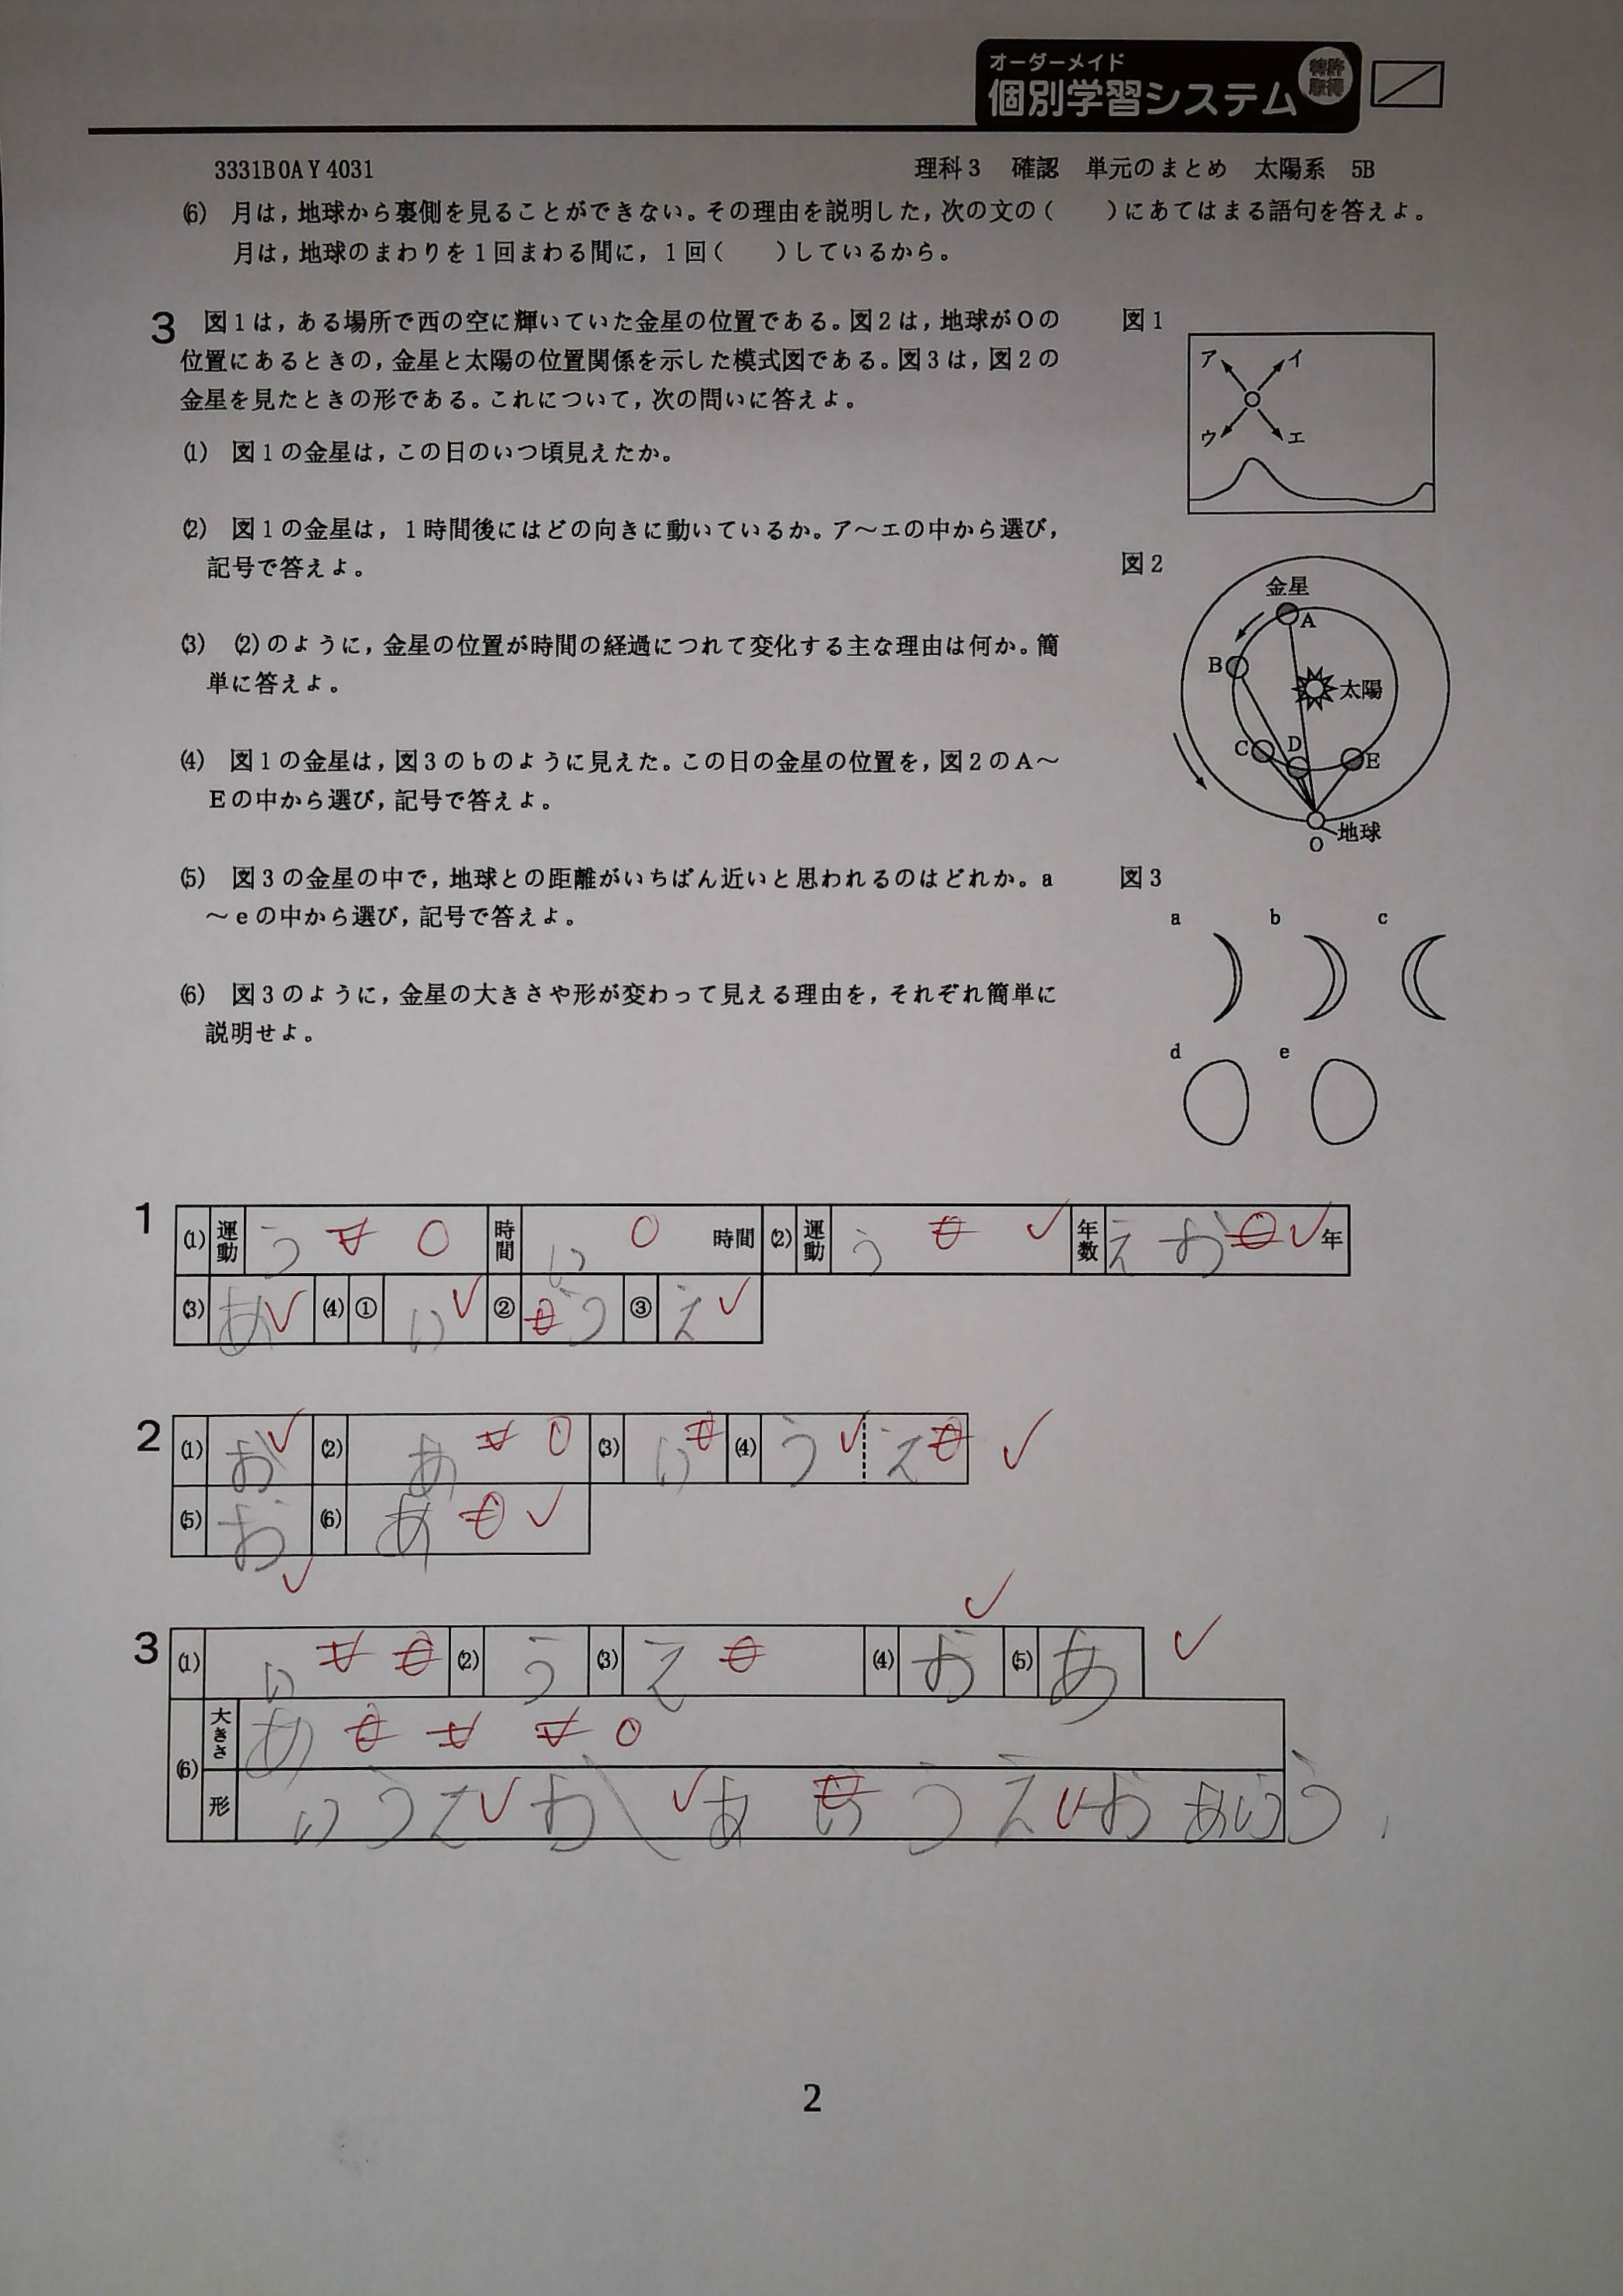 オーダーメイド
個別学習システム
特許
取得
3331B0AY4031
理科3 確認 単元のまとめ 太陽系 5B
(6) 月は,地球から裏側を見ることができない。その理由を説明した,次の文の( )にあてはまる語句を答えよ。
月は,地球のまわりを1回まわる間に,1回( )しているから。
3 図1は,ある場所で西の空に輝いていた金星の位置である。図2は,地球がOの
位置にあるときの,金星と太陽の位置関係を示した模式図である。図3は,図2の
金星を見たときの形である。これについて,次の問いに答えよ。
(1) 図1の金星は,この日のいつ頃見えたか。
(2) 図1の金星は,1時間後にはどの向きに動いているか。ア~エの中から選び,
記号で答えよ。
(3) (2)のように,金星の位置が時間の経過につれて変化する主な理由は何か。簡
単に答えよ。
(4) 図1の金星は,図3のbのように見えた。この日の金星の位置を,図2のA~
Eの中から選び,記号で答えよ。
(5) 図3の金星の中で,地球との距離がいちばん近いと思われるのはどれか。a
~eの中から選び,記号で答えよ。
(6) 図3のように,金星の大きさや形が変わって見える理由を,それぞれ簡単に
説明せよ。
図1
ア イ
ウ エ
図2
金星
A
B
太陽
C D E
地球
O
図3
a b c
d e
1
(1) 運動 う 時間 い 時間 (2) 運動 う 年数 え お 年
(3) あ (4) ① い ② う ③ え
2
(1) お (2) あ (3) い (4) う え
(5) お (6) あ
3
(1) い (2) う (3) え (4) お (5) あ
(6) 大きさ あ
形 い う え お あ う え お あ い う
2